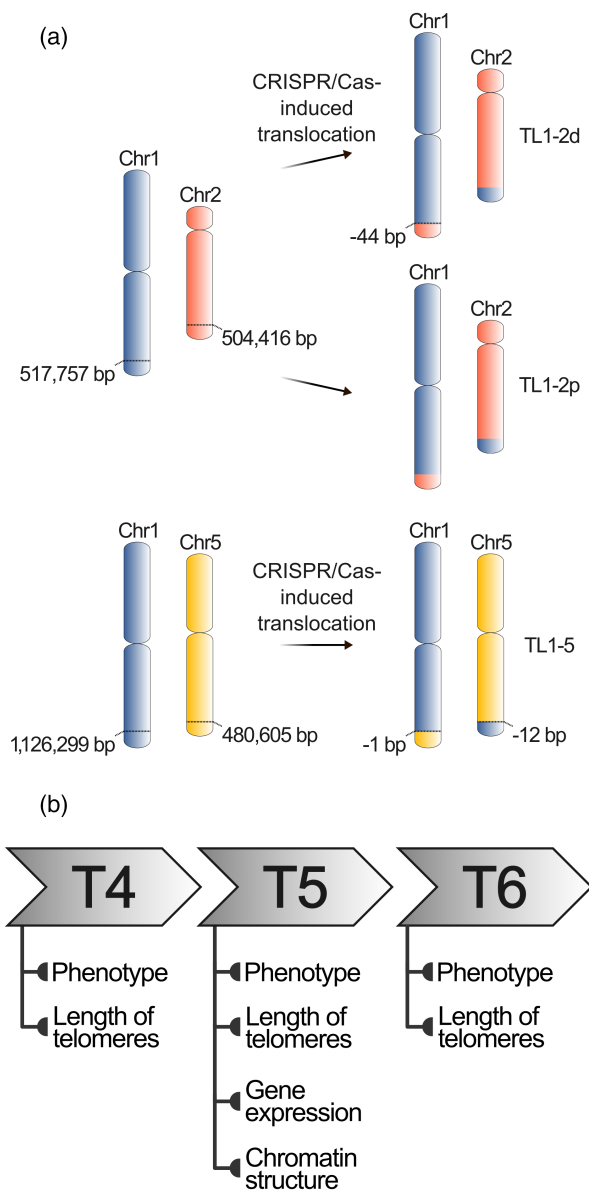 (a)
CRISPR/Cas-
induced
translocation
Chr1
Chr2
517,757 bp
504,416 bp
Chr1
Chr2
TL1-2d
-44 bp
Chr1
Chr2
TL1-2p
Chr1
Chr5
1,126,299 bp
480,605 bp
CRISPR/Cas-
induced
translocation
Chr1
Chr5
TL1-5
-1 bp
-12 bp
(b)
T4
Phenotype
Length of
telomeres
T5
Phenotype
Length of
telomeres
Gene
expression
Chromatin
structure
T6
Phenotype
Length of
telomeres